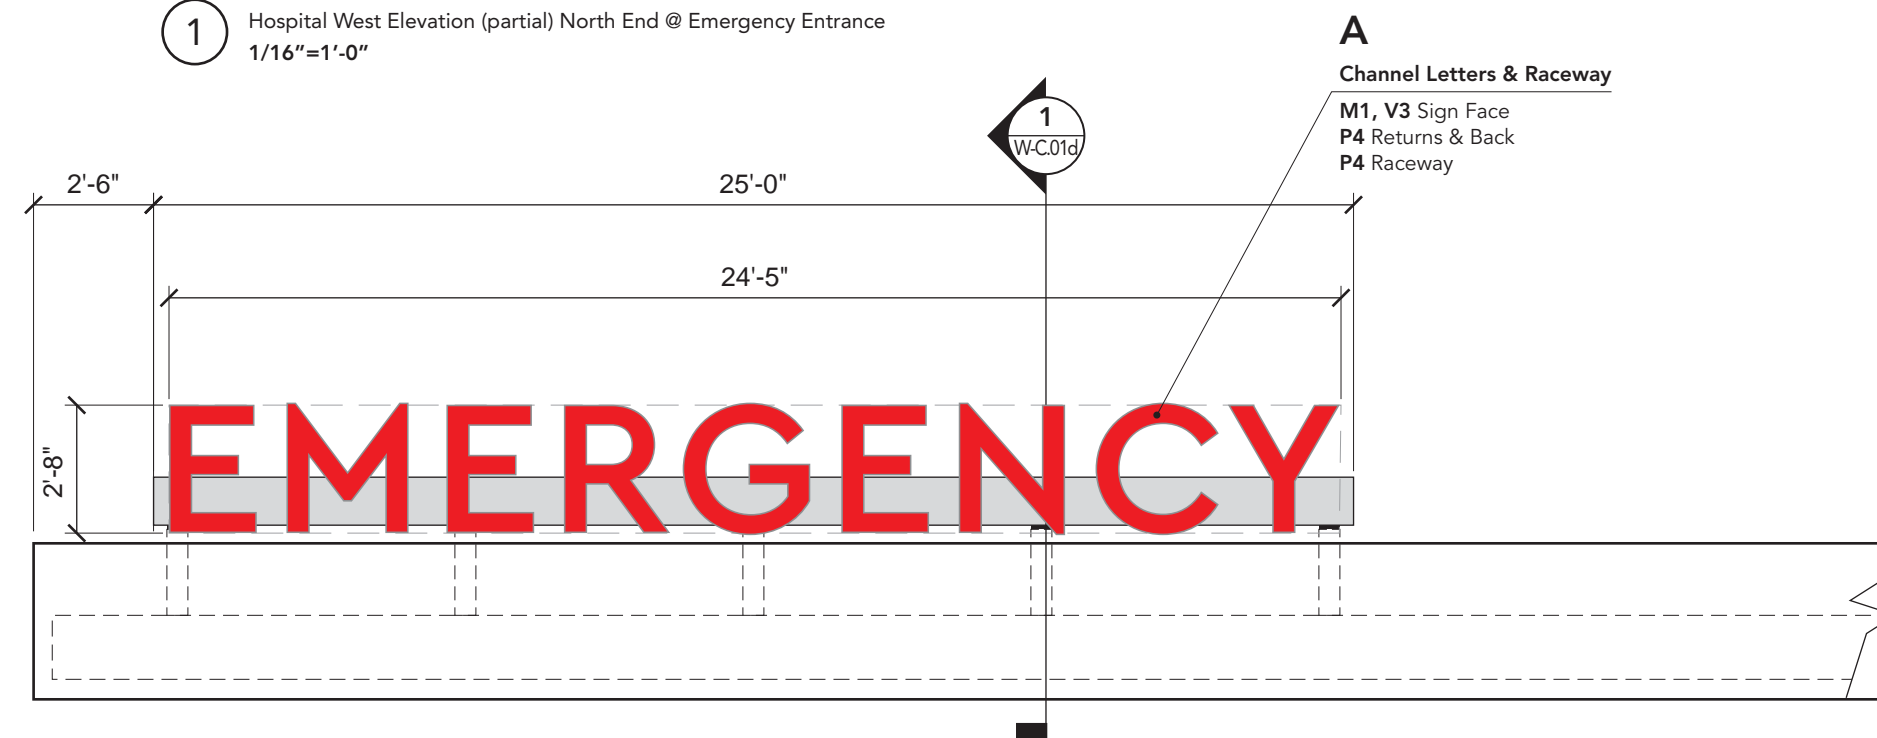 1
Hospital West Elevation (partial) North End @ Emergency Entrance
1/16"=1'-0"
A
Channel Letters & Raceway
M1, V3 Sign Face
P4 Returns & Back
P4 Raceway
1
W-C.01d
2'-6"
25'-0"
24'-5"
2'-8"
EMERGENCY